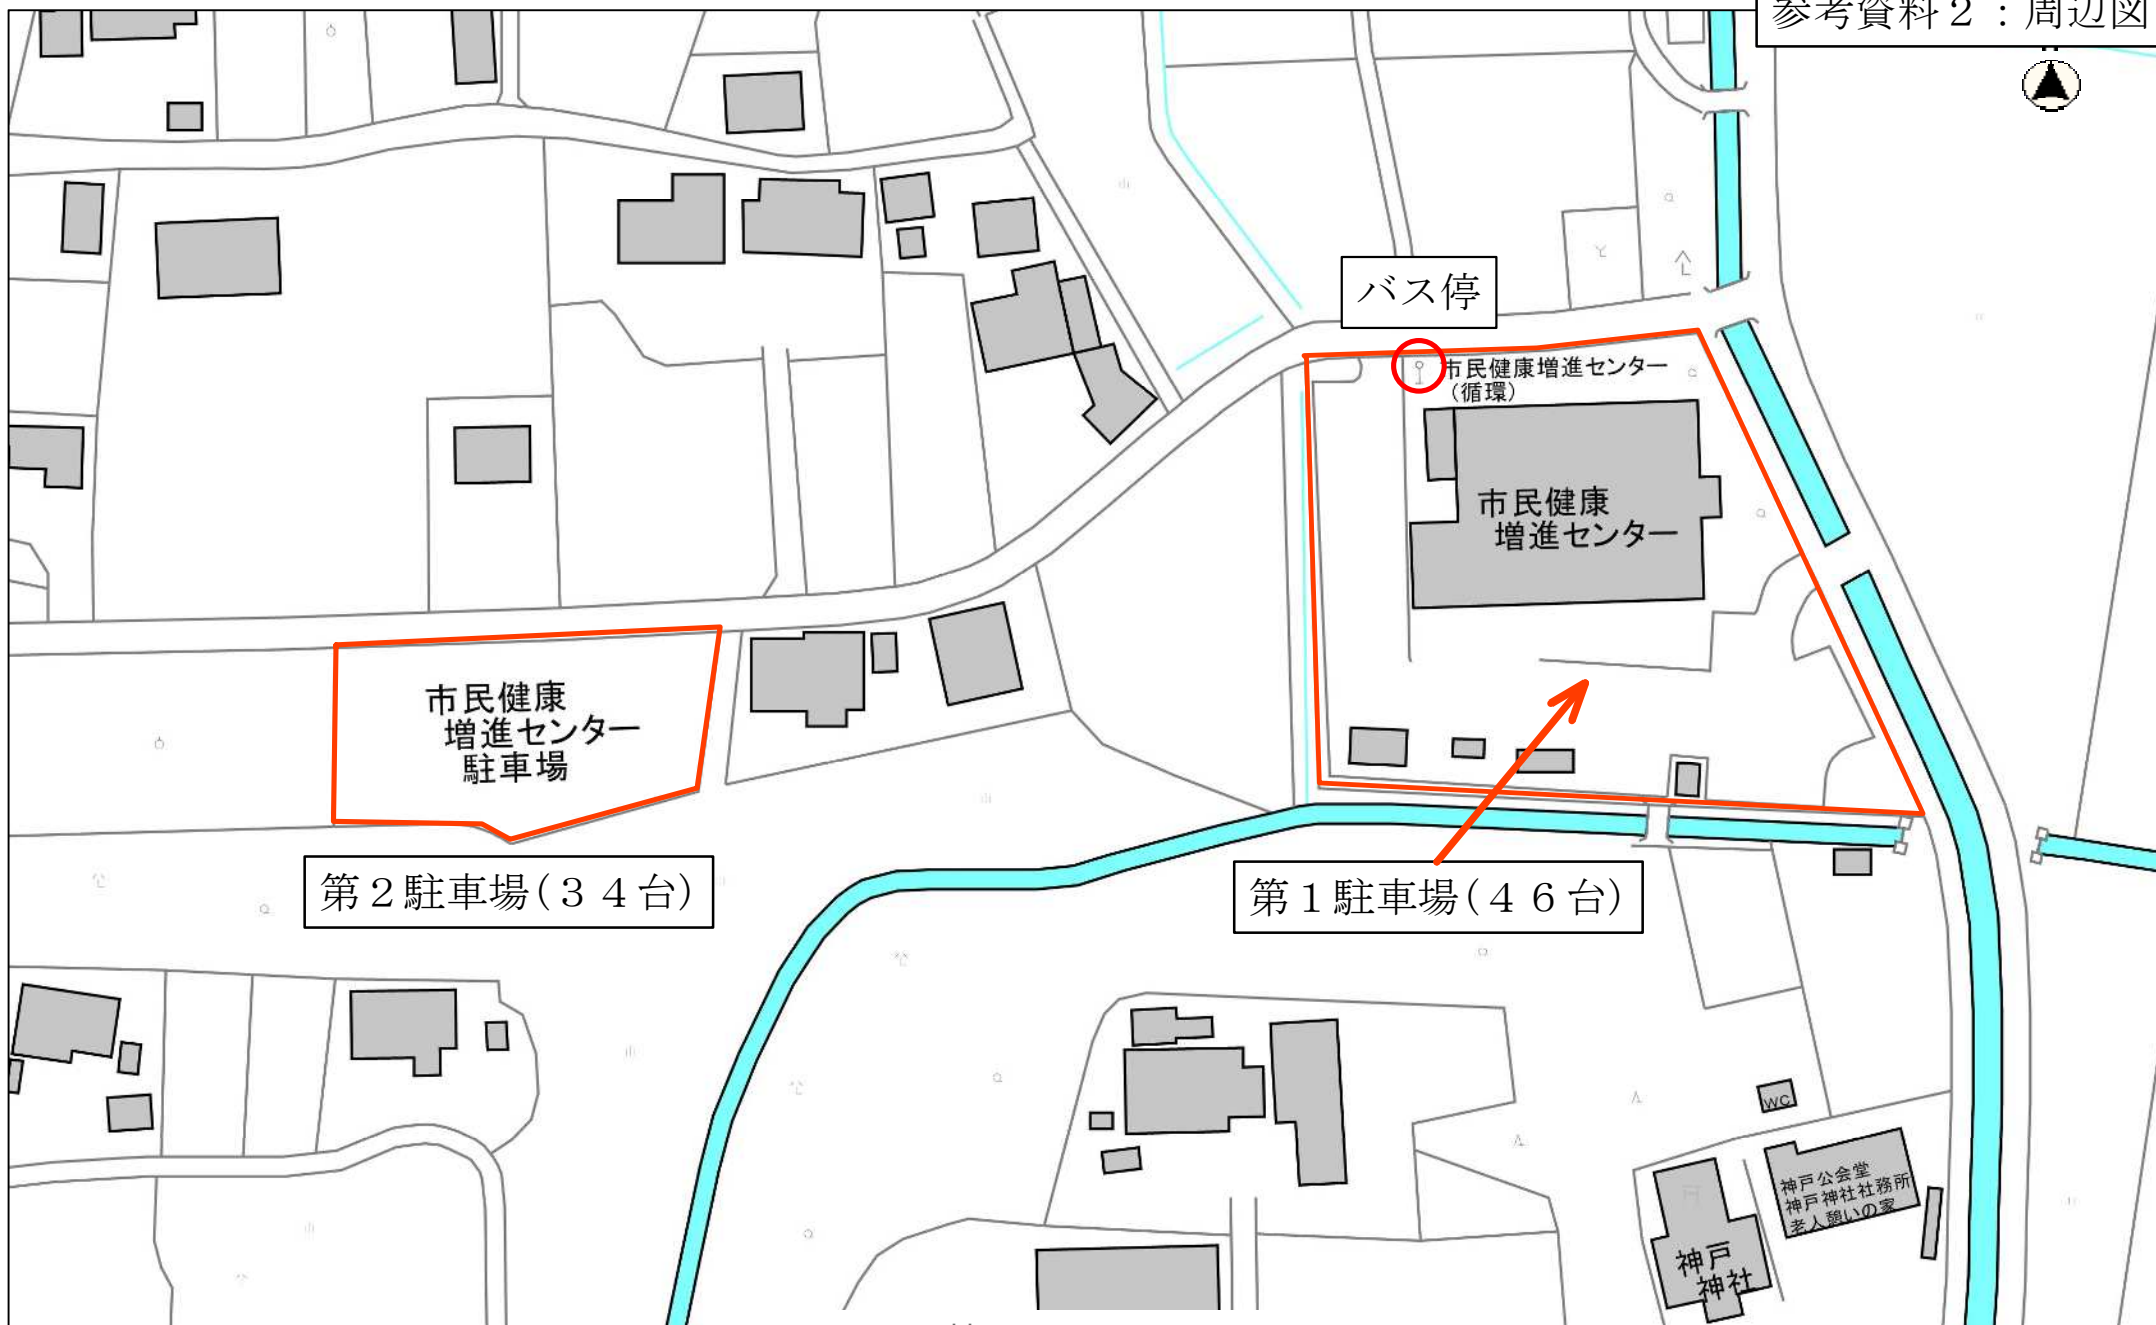 参考資料２：周辺図
バス停
市民健康増進センター
（循環）
市民健康
増進センター
市民健康
増進センター
駐車場
第２駐車場（３４台）
第１駐車場（４６台）
WC
神戸公会堂
神戸神社社務所
老人憩いの家
神戸
神社